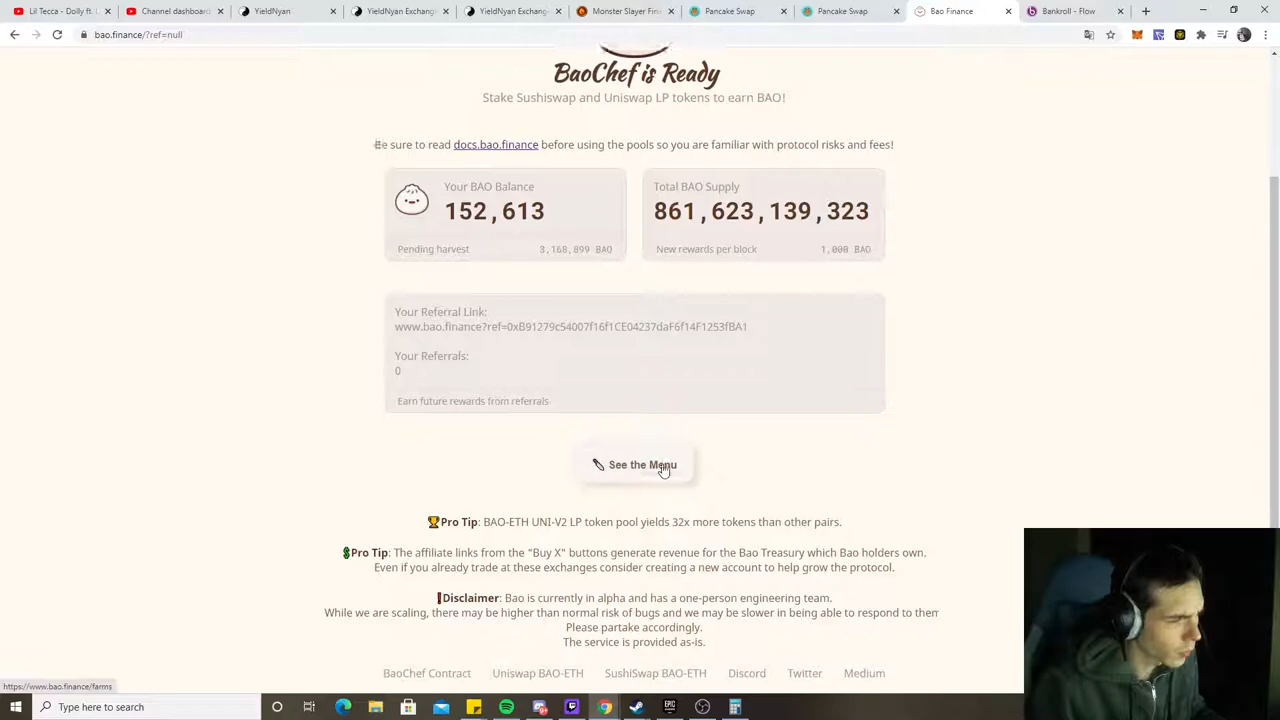 Lil Tecca - Dolly ft. L
Channel dashboard
YieldNyan
YieldNyan Exchange
YieldNyan Exchang
Monster Slayer Fin
Pancake Swap
Pancake Swap
Bao Finance
Bankroll - Flow
bao.finance/?ref=null
BaoChef is Ready
Stake Sushiswap and Uniswap LP tokens to earn BAO!
e sure to read docs.bao.finance before using the pools so you are familiar with protocol risks and fees!
Your BAO Balance
152,613
Pending harvest 3,168,899 BAO
Total BAO Supply
861,623,139,323
New rewards per block 1,000 BAO
Your Referral Link:
www.bao.finance?ref=0xB91279c54007f16f1CE04237daF6f14F1253fBA1
Your Referrals:
0
Earn future rewards from referrals
See the Menu
Pro Tip: BAO-ETH UNI-V2 LP token pool yields 32x more tokens than other pairs.
Pro Tip: The affiliate links from the "Buy X" buttons generate revenue for the Bao Treasury which Bao holders own.
Even if you already trade at these exchanges consider creating a new account to help grow the protocol.
Disclaimer: Bao is currently in alpha and has a one-person engineering team.
While we are scaling, there may be higher than normal risk of bugs and we may be slower in being able to respond to them
Please partake accordingly.
The service is provided as-is.
BaoChef Contract Uniswap BAO-ETH SushiSwap BAO-ETH Discord Twitter Medium
https://www.bao.finance/farms
Type here to search
EPIC